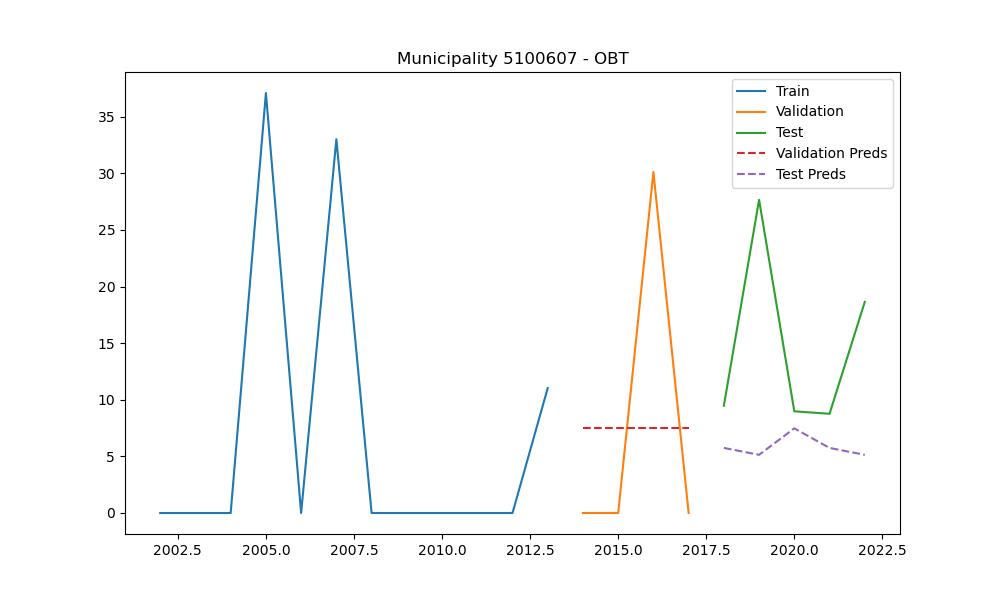 Municipality 5100607 - OBT
Train
Validation
Test
Validation Preds
Test Preds
35
30
25
20
15
10
5
0
2002.5 2005.0 2007.5 2010.0 2012.5 2015.0 2017.5 2020.0 2022.5